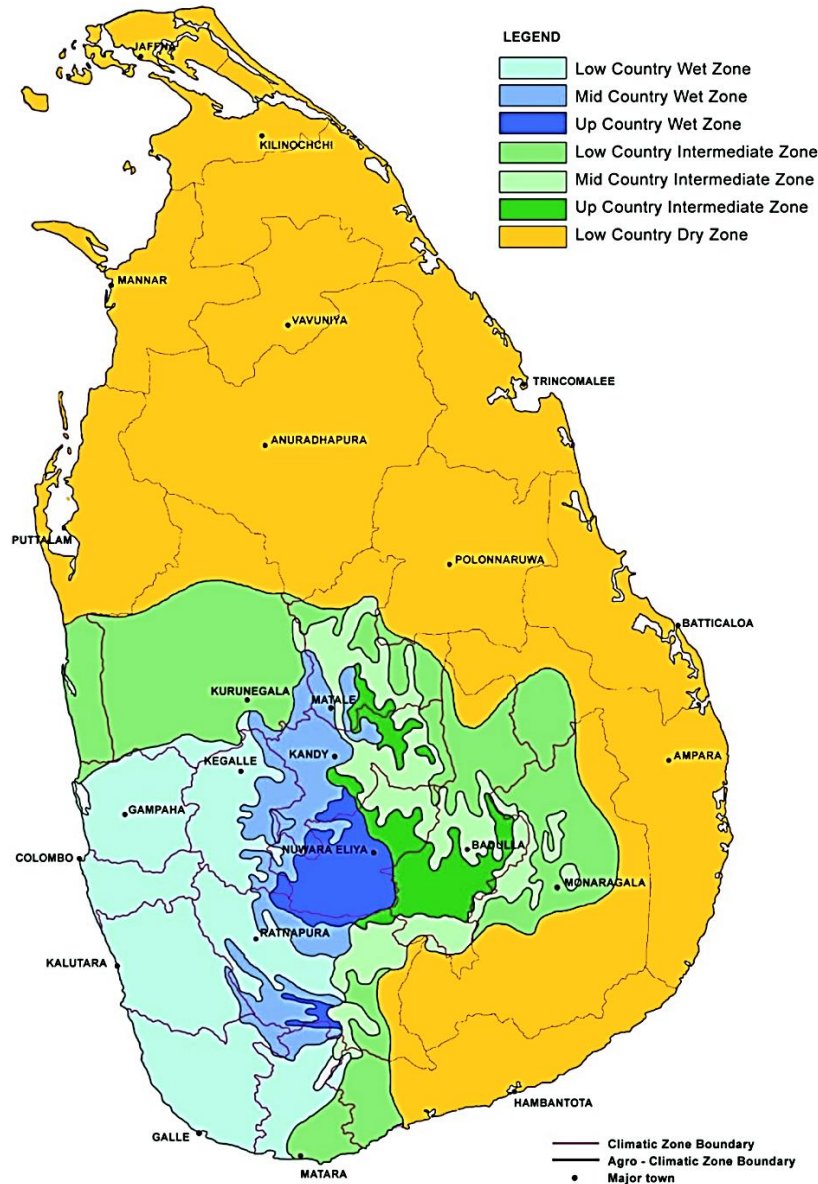 JAFFNA
LEGEND
Low Country Wet Zone
Mid Country Wet Zone
Up Country Wet Zone
Low Country Intermediate Zone
Mid Country Intermediate Zone
Up Country Intermediate Zone
Low Country Dry Zone
KILINOCHCHI
MANNAR
VAVUNIYA
TRINCOMALEE
ANURADHAPURA
PUTTALAM
POLONNARUWA
BATTICALOA
KURUNEGALA
MATALE
KANDY
KEGALLE
AMPARA
GAMPAHA
COLOMBO
NUWARA ELIYA
BADULLA
MONARAGALA
RATNAPURA
KALUTARA
HAMBANTOTA
GALLE
MATARA
Climatic Zone Boundary
Agro - Climatic Zone Boundary
Major town